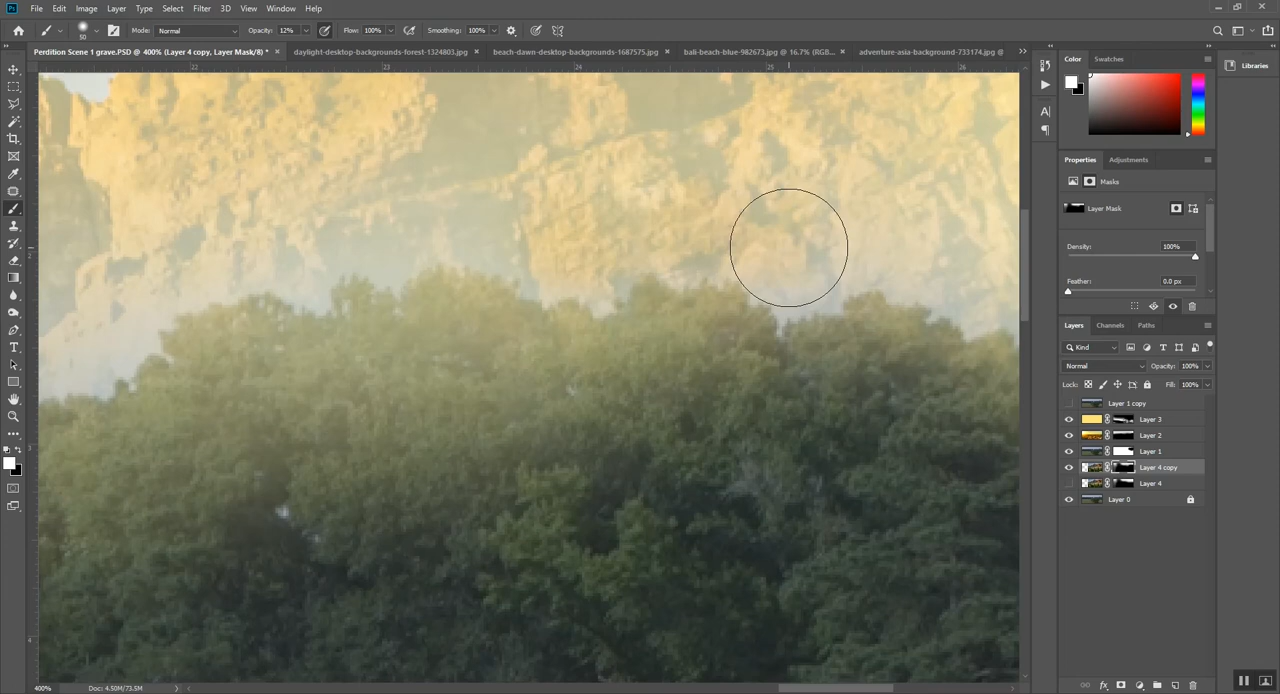 Ps File Edit Image Layer Type Select Filter 3D View Window Help
50 Mode: Normal Opacity: 12% Flow: 100% Smoothing: 100%
Perdition Scene 1 grave.PSD @ 400% (Layer 4 copy, Layer Mask/8) * × daylight-desktop-backgrounds-forest-1324803.jpg × beach-dawn-desktop-backgrounds-1687575.jpg × bali-beach-blue-982673.jpg @ 16.7% (RGB... × adventure-asia-background-733174.jpg @ »
22 23 24 25 26
2
3
4
Color Swatches
Libraries
Properties Adjustments
Masks
Layer Mask
Density: 100%
Feather: 0.0 px
Layers Channels Paths
Kind
Normal Opacity: 100%
Lock: Fill: 100%
Layer 1 copy
Layer 3
Layer 2
Layer 1
Layer 4 copy
Layer 4
Layer 0
400% Doc: 4.50M/73.5M